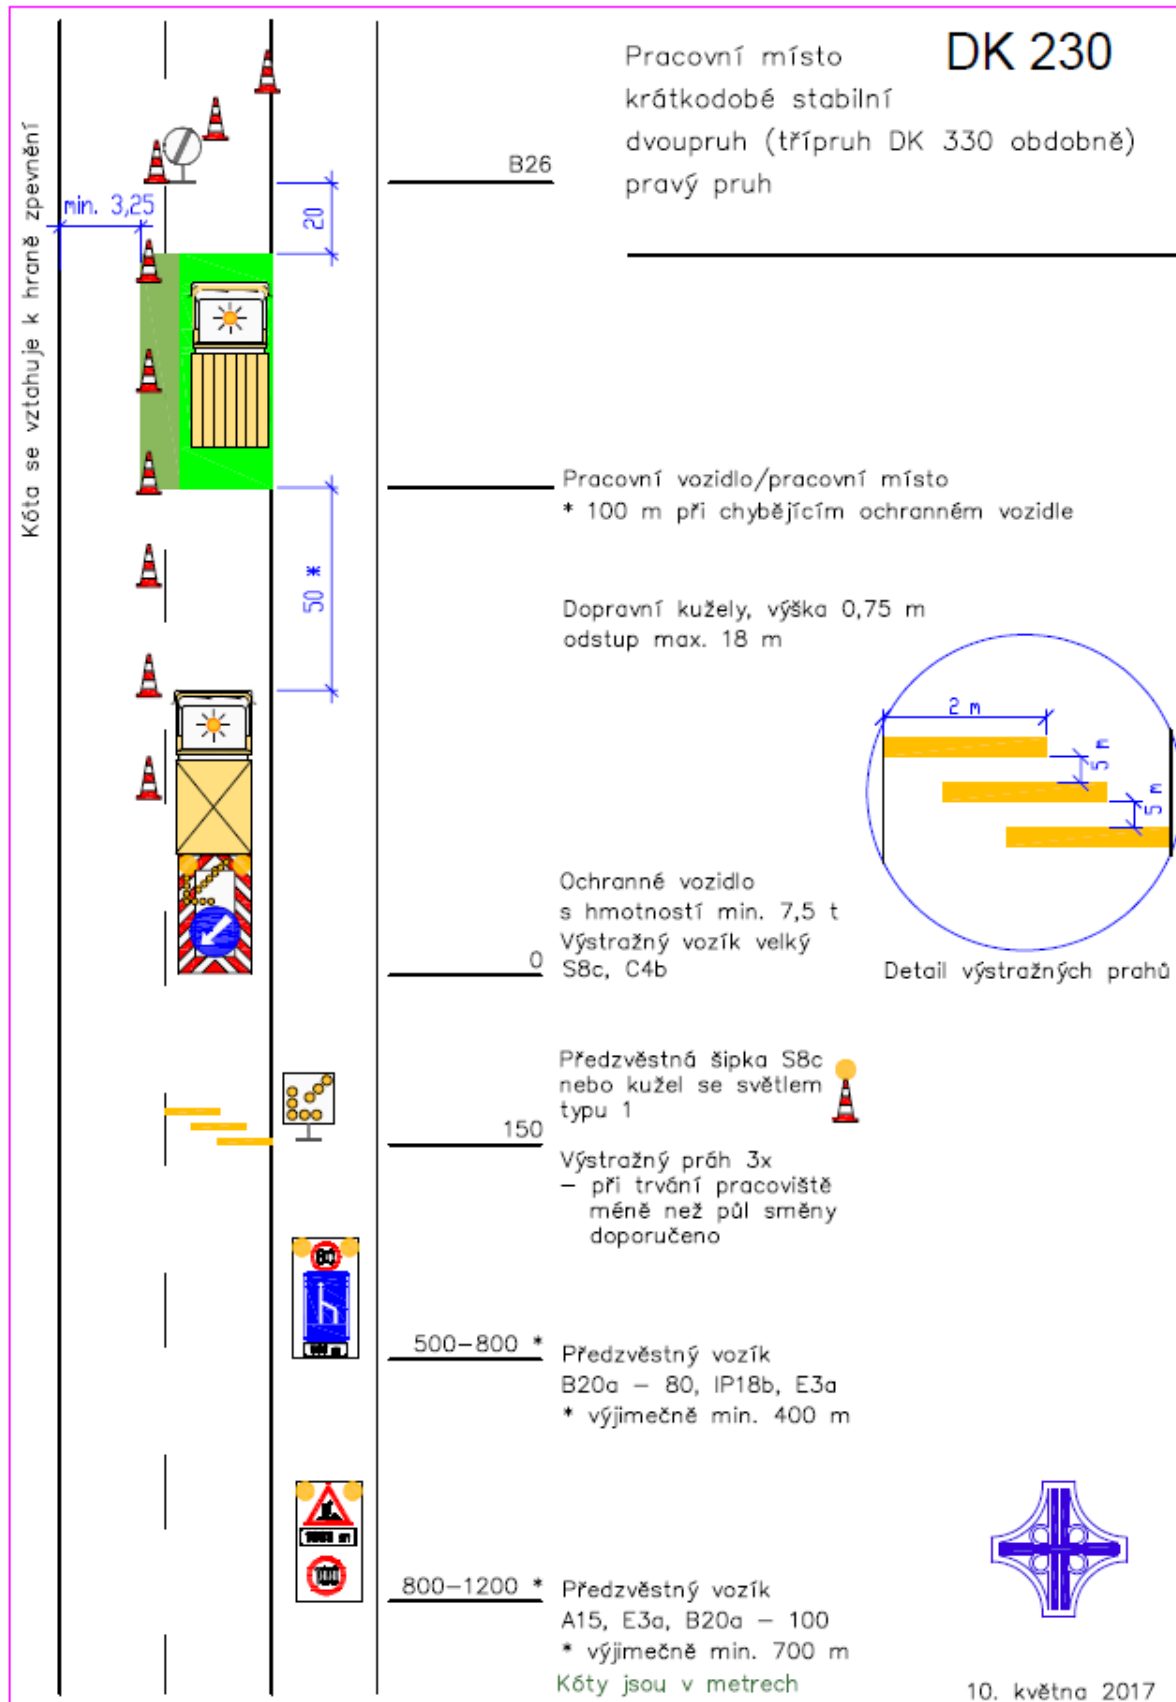 Pracovní místo DK 230
krátkodobé stabilní
dvoupruh (třípruh DK 330 obdobně)
pravý pruh
Kóta se vztahuje k hraně zpevnění
B26
min. 3,25
20
Pracovní vozidlo/pracovní místo
* 100 m při chybějícím ochranném vozidle
50 *
Dopravní kužely, výška 0,75 m
odstup max. 18 m
2 m
5 m
5 m
Detail výstražných prahů
Ochranné vozidlo
s hmotností min. 7,5 t
Výstražný vozík velký
0
S8c, C4b
Předzvěstná šipka S8c
nebo kužel se světlem
typu 1
150
Výstražný práh 3x
– při trvání pracoviště
méně než půl směny
doporučeno
80
500–800 *
Předzvěstný vozík
B20a – 80, IP18b, E3a
* výjimečně min. 400 m
100
800–1200 *
Předzvěstný vozík
A15, E3a, B20a – 100
* výjimečně min. 700 m
Kóty jsou v metrech
10. května 2017